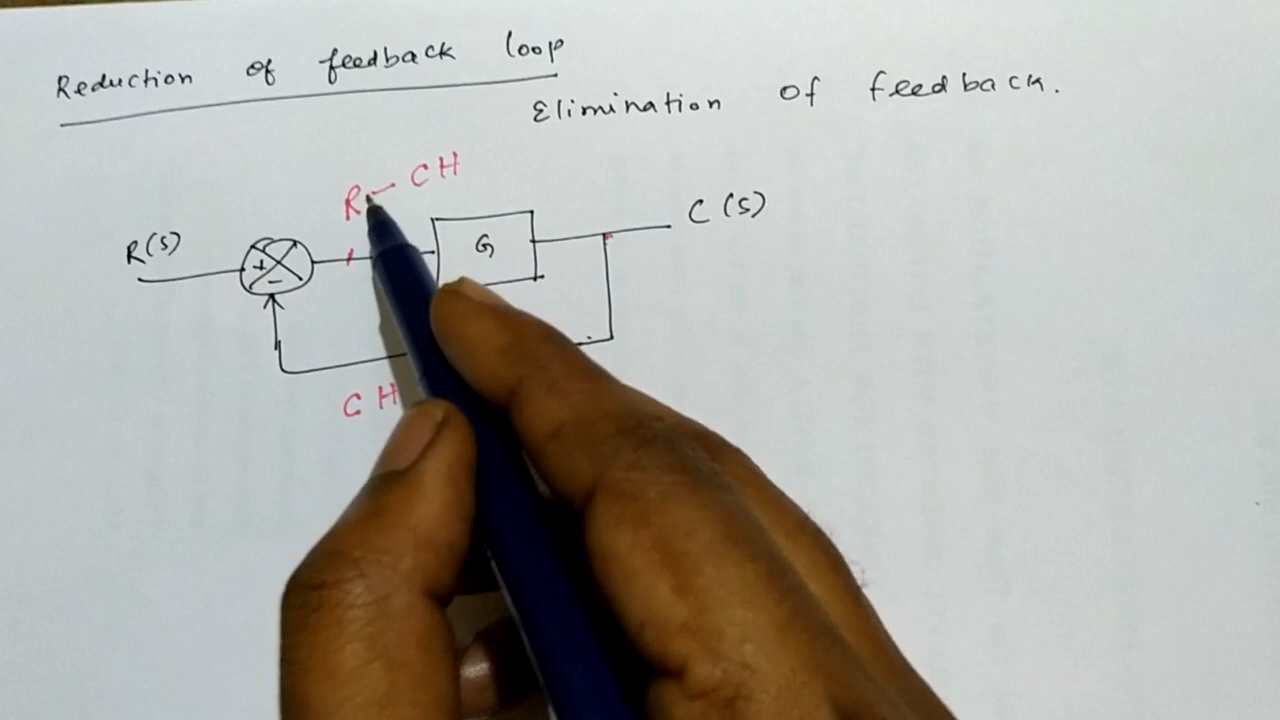 Reduction of feedback loop
Elimination of feedback.
R - CH
R(s)
+
-
G
C(s)
CH